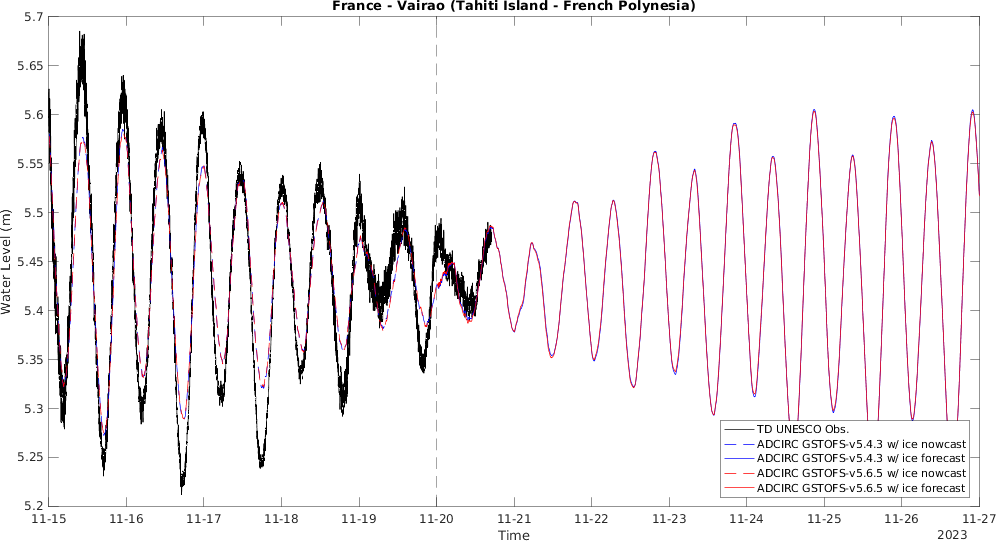 France - Vairao (Tahiti Island - French Polynesia)
Water Level (m)
5.7
5.65
5.6
5.55
5.5
5.45
5.4
5.35
5.3
5.25
5.2
TD UNESCO Obs.
ADCIRC GSTOFS-v5.4.3 w/ ice nowcast
ADCIRC GSTOFS-v5.4.3 w/ ice forecast
ADCIRC GSTOFS-v5.6.5 w/ ice nowcast
ADCIRC GSTOFS-v5.6.5 w/ ice forecast
11-15 11-16 11-17 11-18 11-19 11-20 11-21 11-22 11-23 11-24 11-25 11-26 11-27
Time
2023